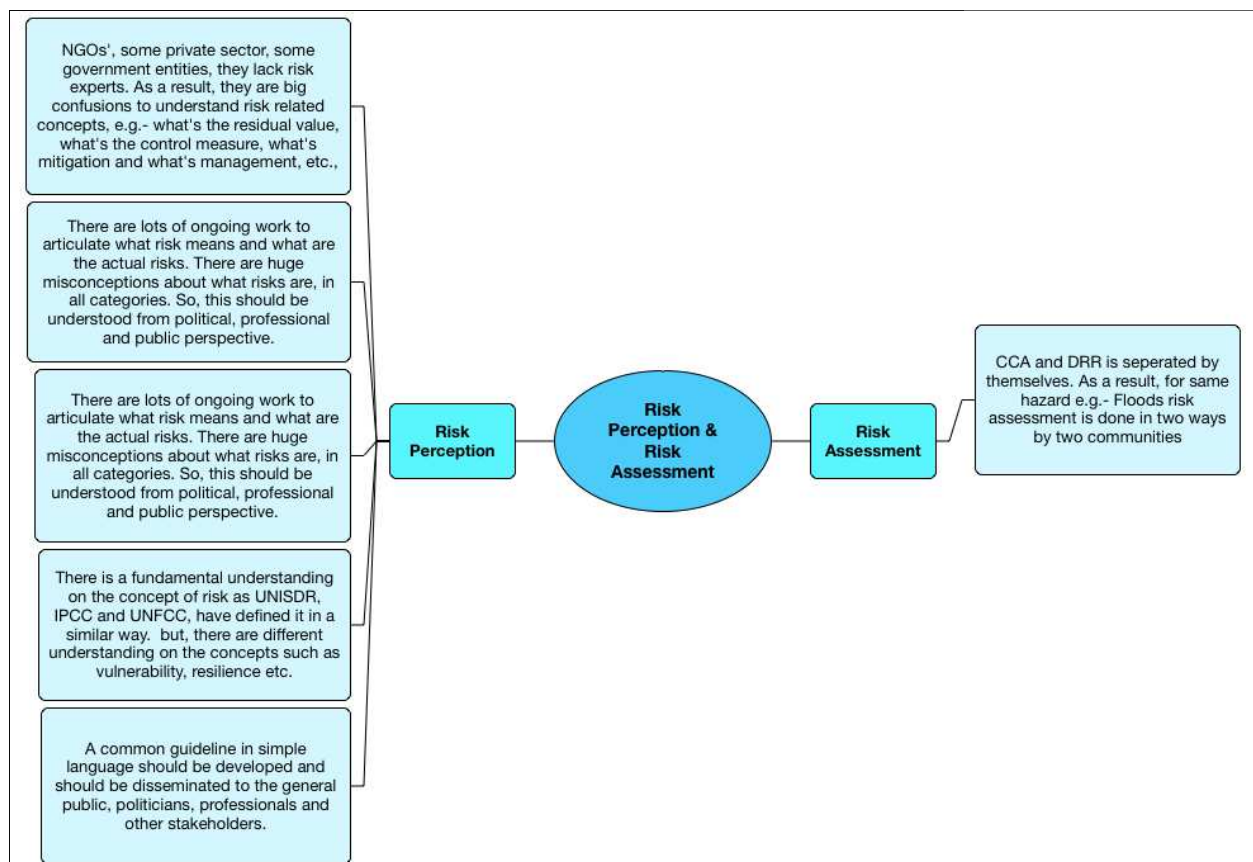 NGOs', some private sector, some
government entities, they lack risk
experts. As a result, they are big
confusions to understand risk related
concepts, e.g.- what's the residual value,
what's the control measure, what's
mitigation and what's management, etc.,
There are lots of ongoing work to
articulate what risk means and what are
the actual risks. There are huge
misconceptions about what risks are, in
all categories. So, this should be
understood from political, professional
and public perspective.
There are lots of ongoing work to
articulate what risk means and what are
the actual risks. There are huge
misconceptions about what risks are, in
all categories. So, this should be
understood from political, professional
and public perspective.
There is a fundamental understanding
on the concept of risk as UNISDR,
IPCC and UNFCC, have defined it in a
similar way.  but, there are different
understanding on the concepts such as
vulnerability, resilience etc.
A common guideline in simple
language should be developed and
should be disseminated to the general
public, politicians, professionals and
other stakeholders.
Risk
Perception
Risk
Perception &
Risk
Assessment
Risk
Assessment
CCA and DRR is seperated by
themselves. As a result, for same
hazard e.g.- Floods risk
assessment is done in two ways
by two communities